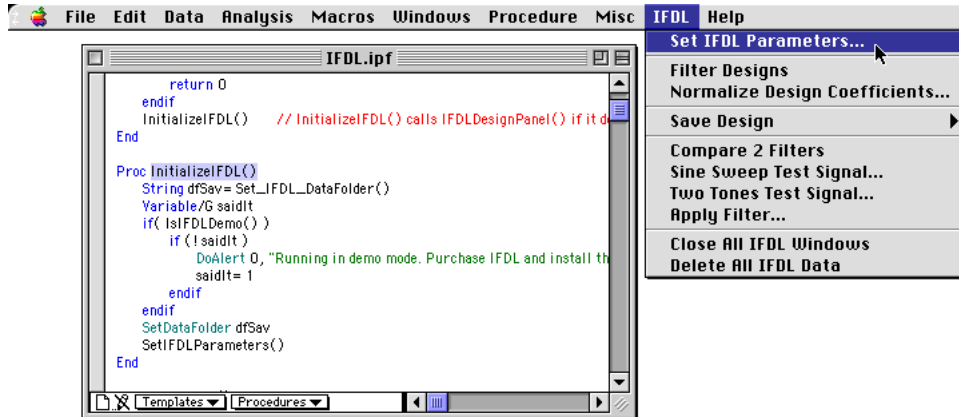 File Edit Data Analysis Macros Windows Procedure Misc IFDL Help
IFDL.ipf
return 0
endif
InitializeIFDL() // InitializeIFDL() calls IFDLDesignPanel() if it d
End
Proc InitializeIFDL()
String dfSav= Set_IFDL_DataFolder()
Variable/G saidIt
if( IsIFDLDemo() )
if ( ! saidIt )
DoAlert 0, "Running in demo mode. Purchase IFDL and install th
saidIt= 1
endif
endif
SetDataFolder dfSav
SetIFDLParameters()
End
Templates Procedures
Set IFDL Parameters...
Filter Designs
Normalize Design Coefficients...
Save Design
Compare 2 Filters
Sine Sweep Test Signal...
Two Tones Test Signal...
Apply Filter...
Close All IFDL Windows
Delete All IFDL Data